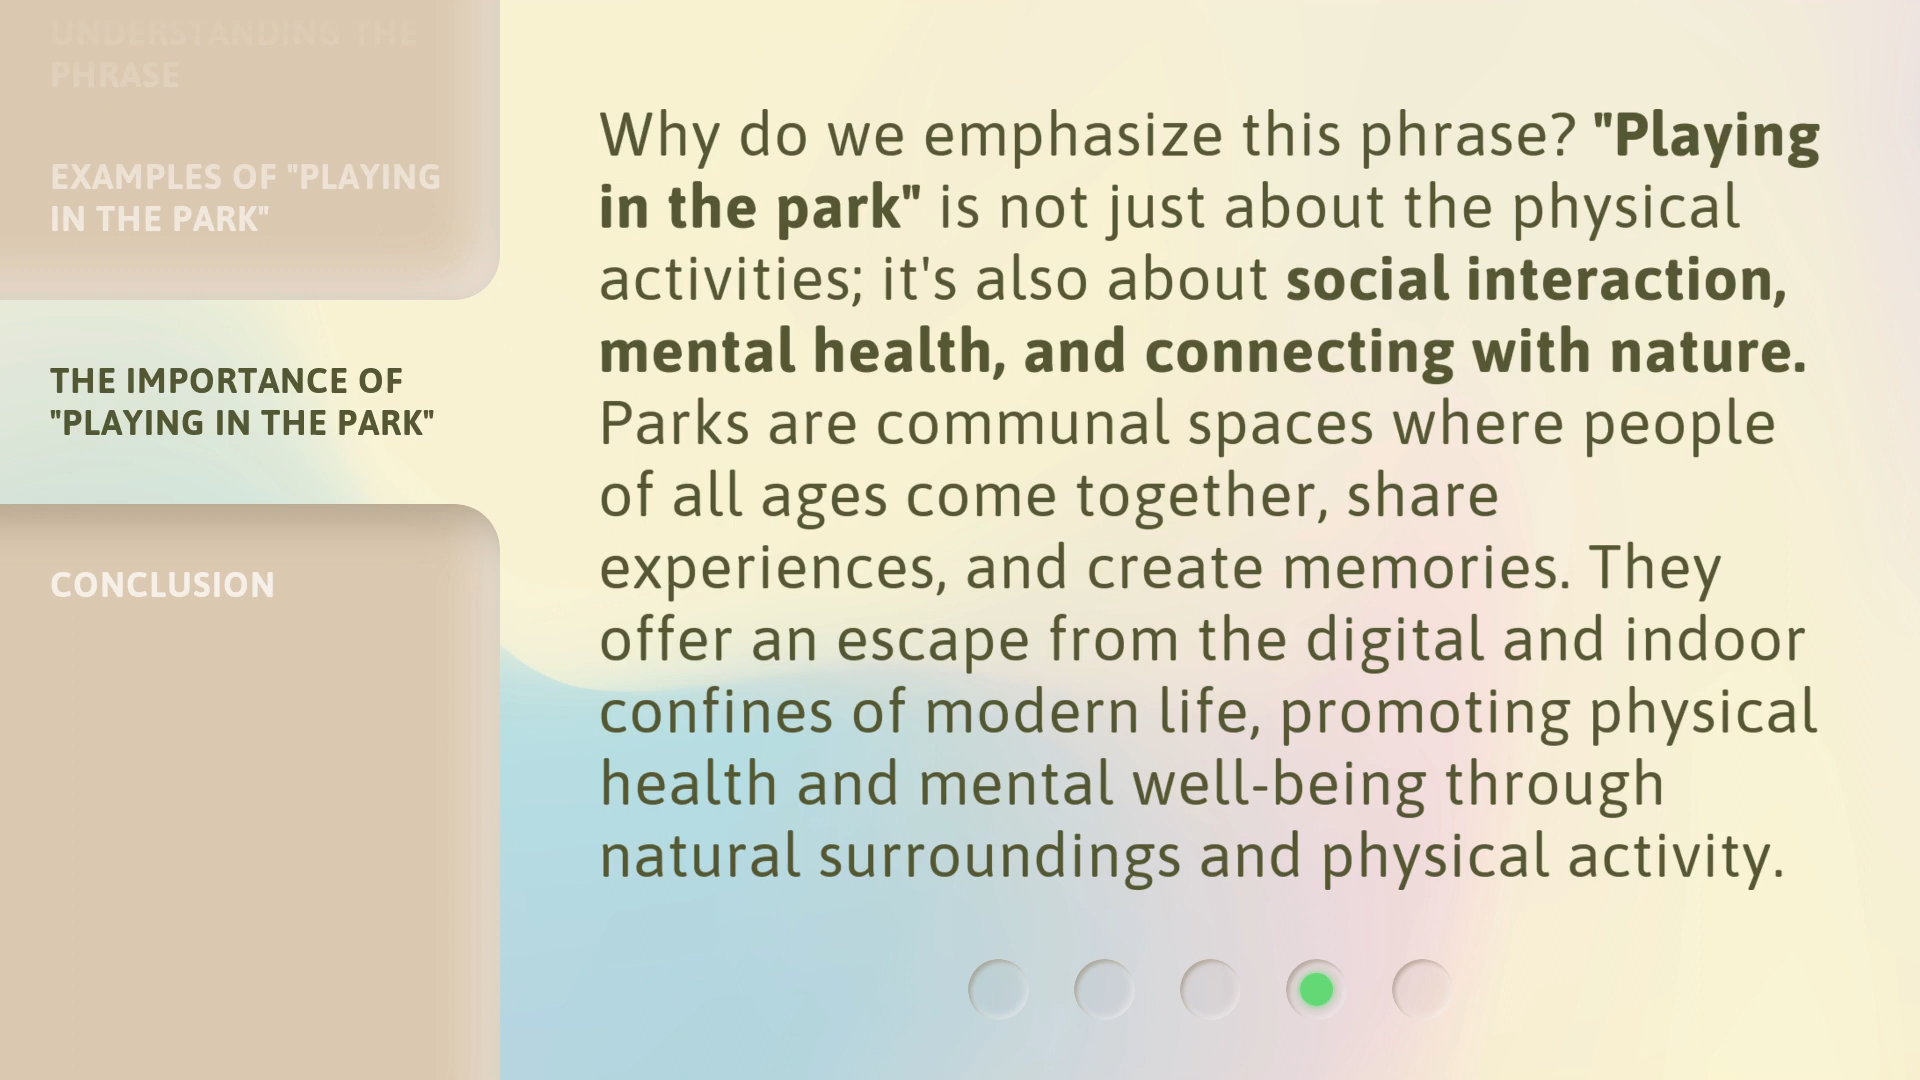 UNDERSTANDING THE
PHRASE
EXAMPLES OF "PLAYING
IN THE PARK"
THE IMPORTANCE OF
"PLAYING IN THE PARK"
CONCLUSION
Why do we emphasize this phrase? "Playing
in the park" is not just about the physical
activities; it's also about social interaction,
mental health, and connecting with nature.
Parks are communal spaces where people
of all ages come together, share
experiences, and create memories. They
offer an escape from the digital and indoor
confines of modern life, promoting physical
health and mental well-being through
natural surroundings and physical activity.